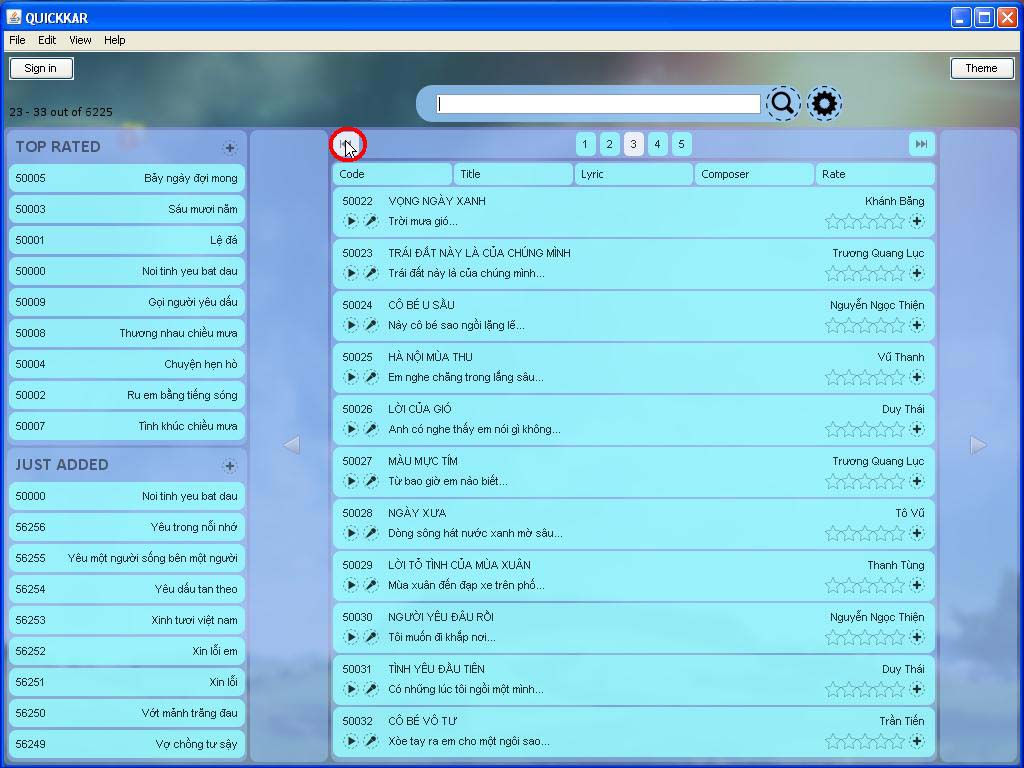 QUICKKAR
File Edit View Help
Sign in
Theme
23 - 33 out of 6225
TOP RATED
50005 Bảy ngày đợi mong
50003 Sáu mươi năm
50001 Lệ đá
50000 Noi tinh yeu bat dau
50009 Gọi người yêu dấu
50008 Thương nhau chiều mưa
50004 Chuyện hẹn hò
50002 Ru em bằng tiếng sóng
50007 Tình khúc chiều mưa
JUST ADDED
50000 Noi tinh yeu bat dau
56256 Yêu trong nỗi nhớ
56255 Yêu một người sống bên một người
56254 Yêu dấu tan theo
56253 Xinh tươi việt nam
56252 Xin lỗi em
56251 Xin lỗi
56250 Vớt mảnh trăng đau
56249 Vợ chồng tư sậy
1 2 3 4 5
Code Title Lyric Composer Rate
50022 VỌNG NGÀY XANH Khánh Băng
Trời mưa gió...
50023 TRÁI ĐẤT NÀY LÀ CỦA CHÚNG MÌNH Trương Quang Lục
Trái đất này là của chúng mình...
50024 CÔ BÉ U SẦU Nguyễn Ngọc Thiện
Này cô bé sao ngồi lặng lẽ...
50025 HÀ NỘI MÙA THU Vũ Thanh
Em nghe chăng trong lắng sâu...
50026 LỜI CỦA GIÓ Duy Thái
Anh có nghe thấy em nói gì không...
50027 MÀU MỰC TÍM Trương Quang Lục
Từ bao giờ em nào biết...
50028 NGÀY XƯA Tô Vũ
Dòng sông hát nước xanh mờ sâu...
50029 LỜI TỎ TÌNH CỦA MÙA XUÂN Thanh Tùng
Mùa xuân đến đạp xe trên phố...
50030 NGƯỜI YÊU ĐÂU RỒI Nguyễn Ngọc Thiện
Tôi muốn đi khắp nơi...
50031 TÌNH YÊU ĐẦU TIÊN Duy Thái
Có những lúc tôi ngồi một mình...
50032 CÔ BÉ VÔ TƯ Trần Tiến
Xòe tay ra em cho một ngôi sao...